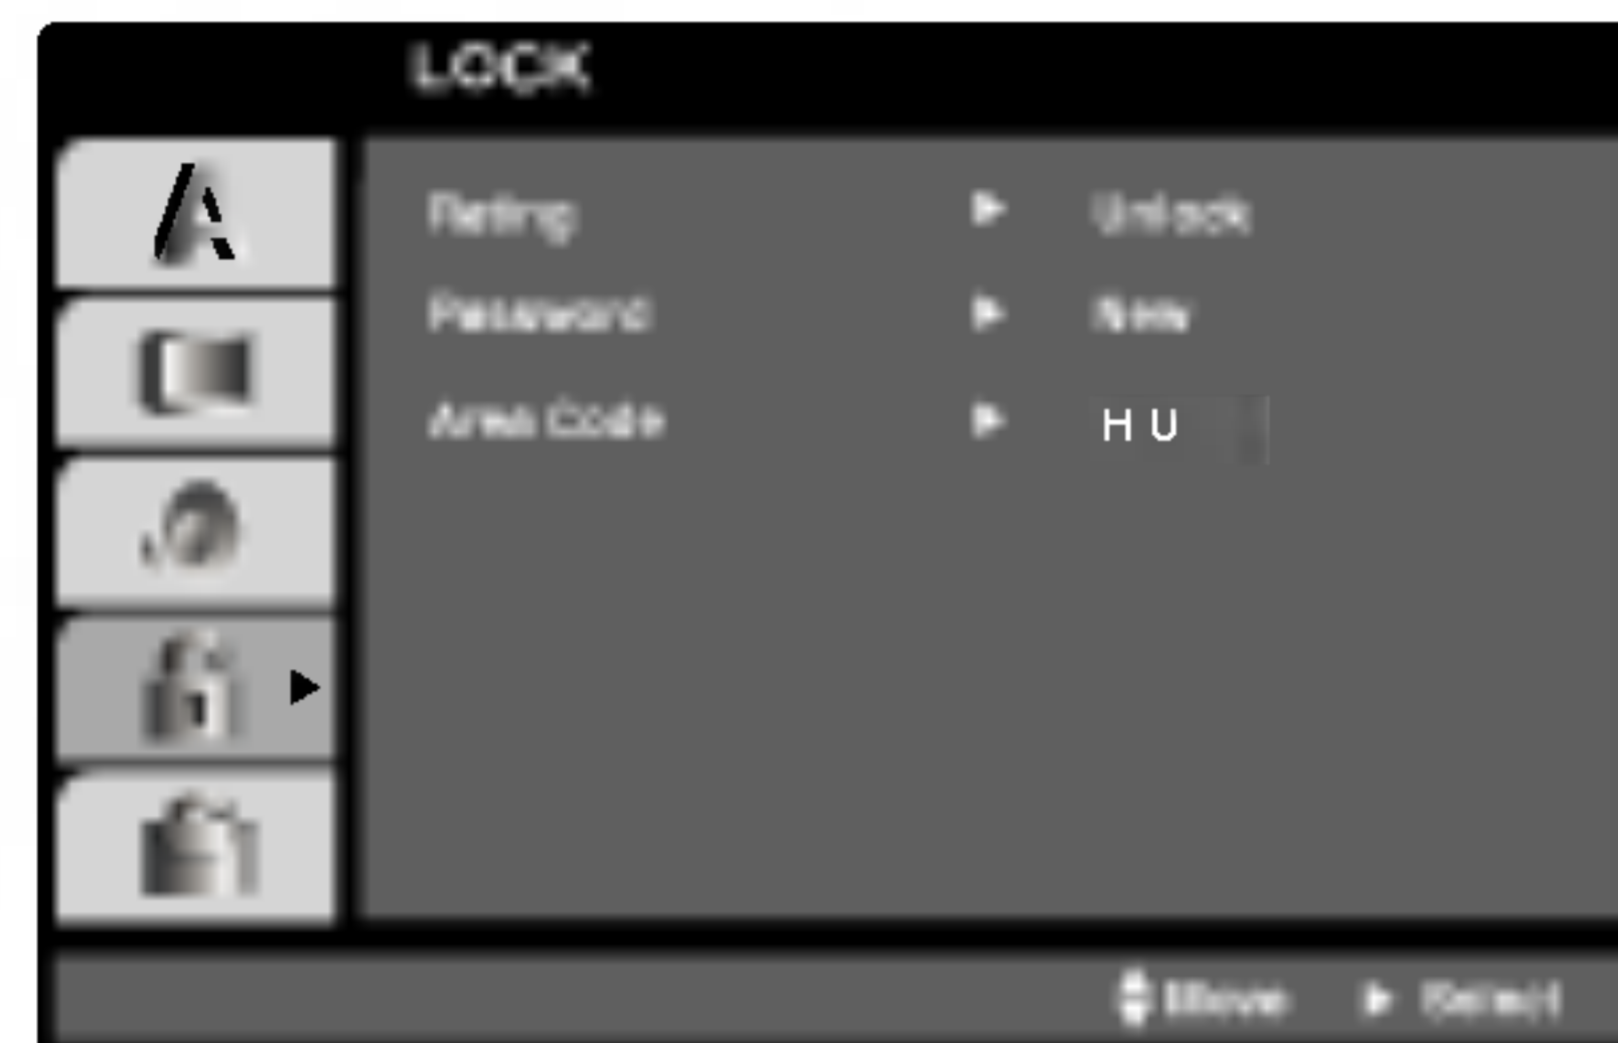 LOCK
Rating ▶ Unlock
Password ▶ New
Area Code ▶ H U
Move ▶ Select